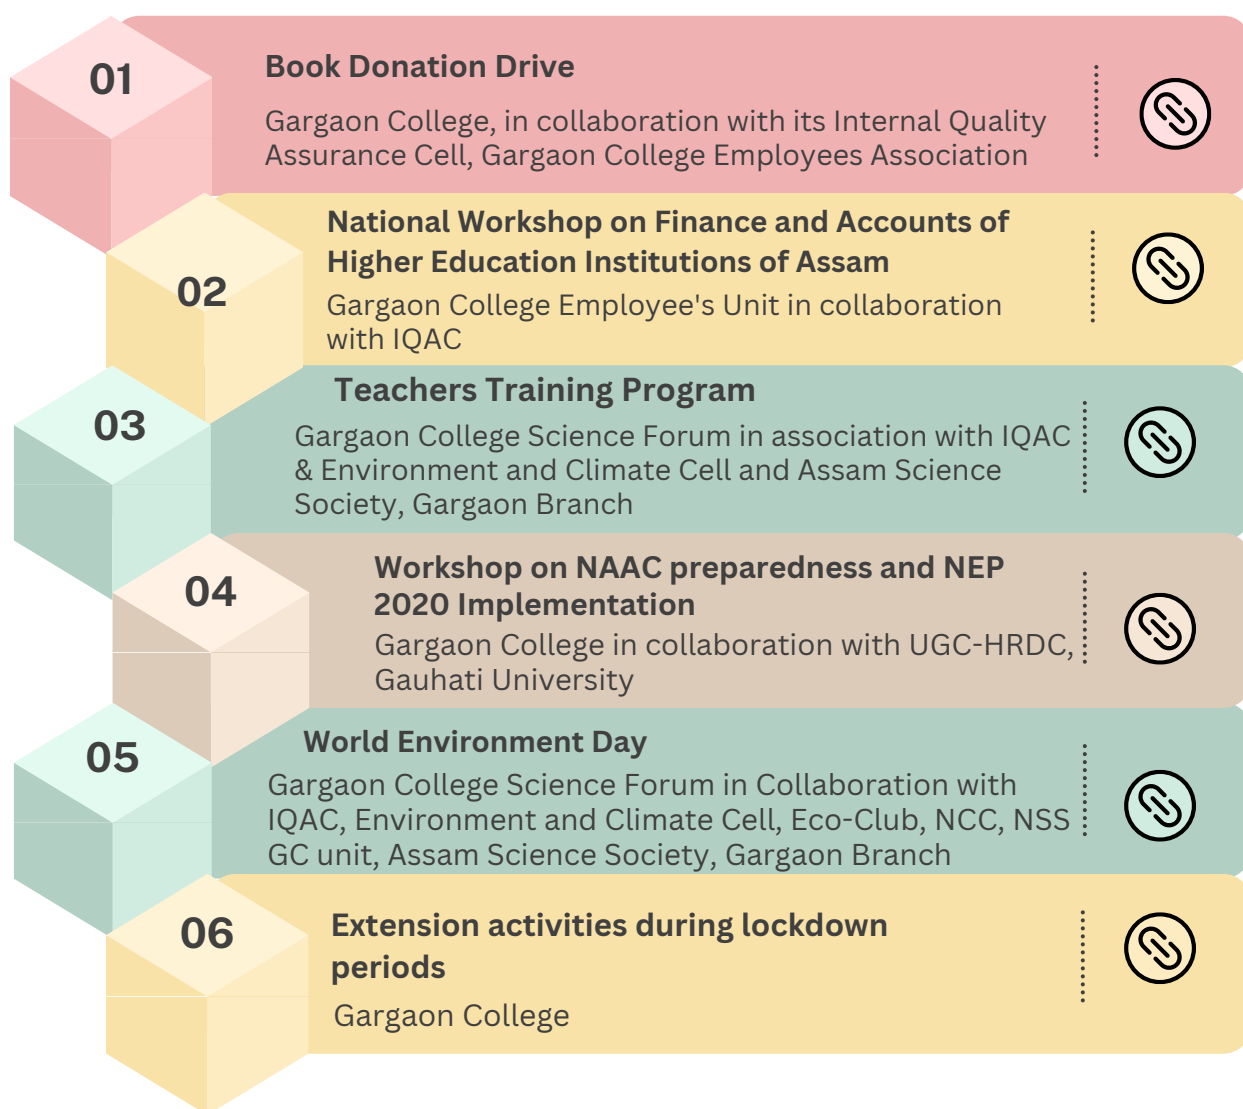 01
Book Donation Drive
Gargaon College, in collaboration with its Internal Quality
Assurance Cell, Gargaon College Employees Association
02
National Workshop on Finance and Accounts of
Higher Education Institutions of Assam
Gargaon College Employee's Unit in collaboration
with IQAC
03
Teachers Training Program
Gargaon College Science Forum in association with IQAC
& Environment and Climate Cell and Assam Science
Society, Gargaon Branch
04
Workshop on NAAC preparedness and NEP
2020 Implementation
Gargaon College in collaboration with UGC-HRDC,
Gauhati University
05
World Environment Day
Gargaon College Science Forum in Collaboration with
IQAC, Environment and Climate Cell, Eco-Club, NCC, NSS
GC unit, Assam Science Society, Gargaon Branch
06
Extension activities during lockdown
periods
Gargaon College